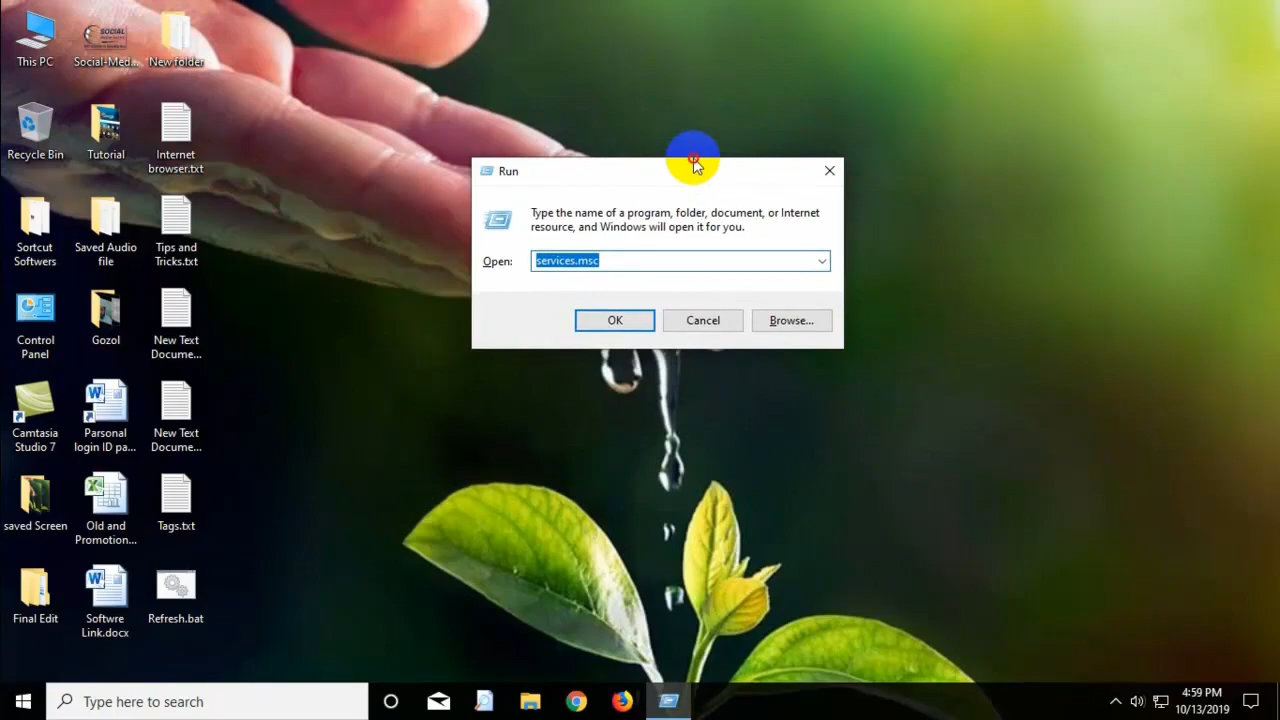 This PC
Social-Med...
New folder
Recycle Bin
Tutorial
Internet
browser.txt
Sortcut
Softwers
Saved Audio
file
Tips and
Tricks.txt
Control
Panel
Gozol
New Text
Docume...
Camtasia
Studio 7
Parsonal
login ID pa...
New Text
Docume...
saved Screen
Old and
Promotion...
Tags.txt
Final Edit
Softwre
Link.docx
Refresh.bat
SOCIAL
Run
Type the name of a program, folder, document, or Internet
resource, and Windows will open it for you.
Open:
services.msc
OK
Cancel
Browse...
Type here to search
4:59 PM
10/13/2019